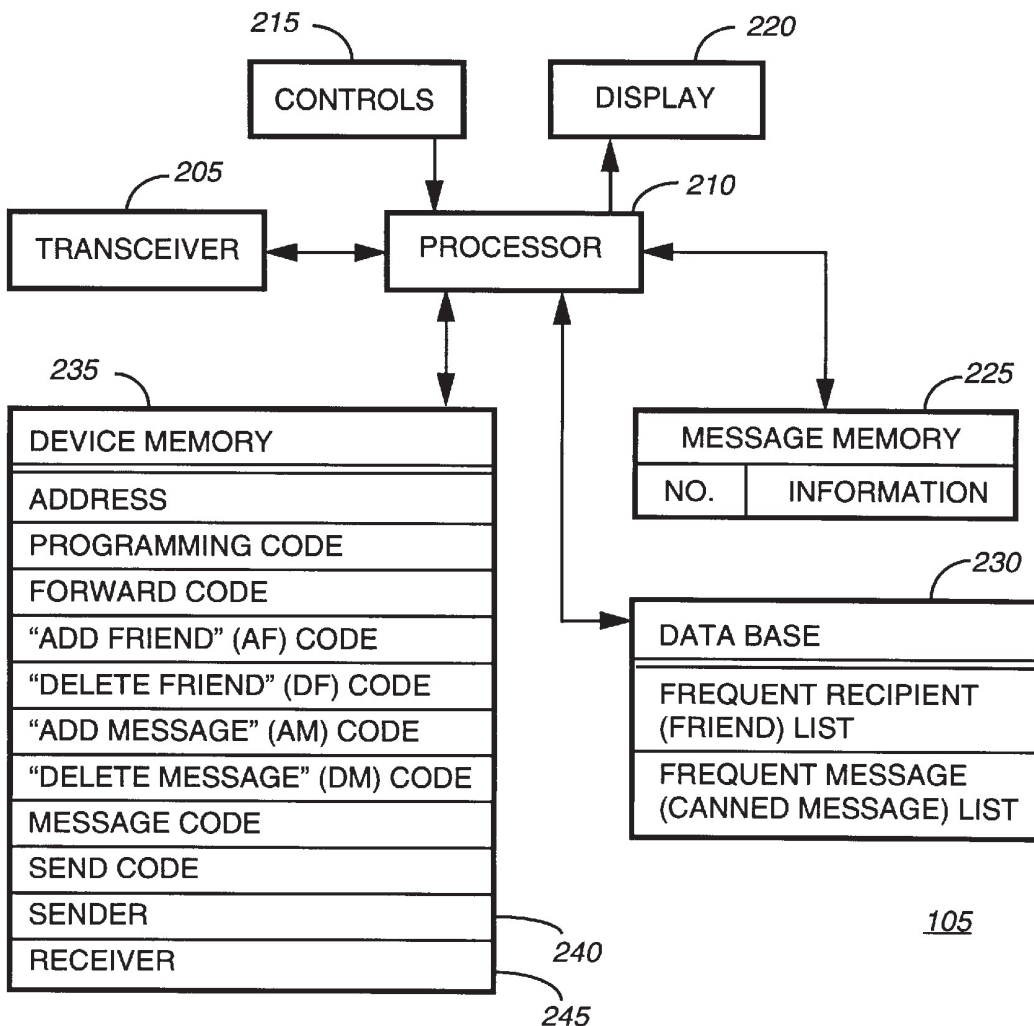 215
CONTROLS
220
DISPLAY
205
TRANSCEIVER
210
PROCESSOR
235
DEVICE MEMORY
ADDRESS
PROGRAMMING CODE
FORWARD CODE
“ADD FRIEND” (AF) CODE
“DELETE FRIEND” (DF) CODE
“ADD MESSAGE” (AM) CODE
“DELETE MESSAGE” (DM) CODE
MESSAGE CODE
SEND CODE
SENDER
RECEIVER
240
245
225
MESSAGE MEMORY
NO. INFORMATION
230
DATA BASE
FREQUENT RECIPIENT
(FRIEND) LIST
FREQUENT MESSAGE
(CANNED MESSAGE) LIST
105